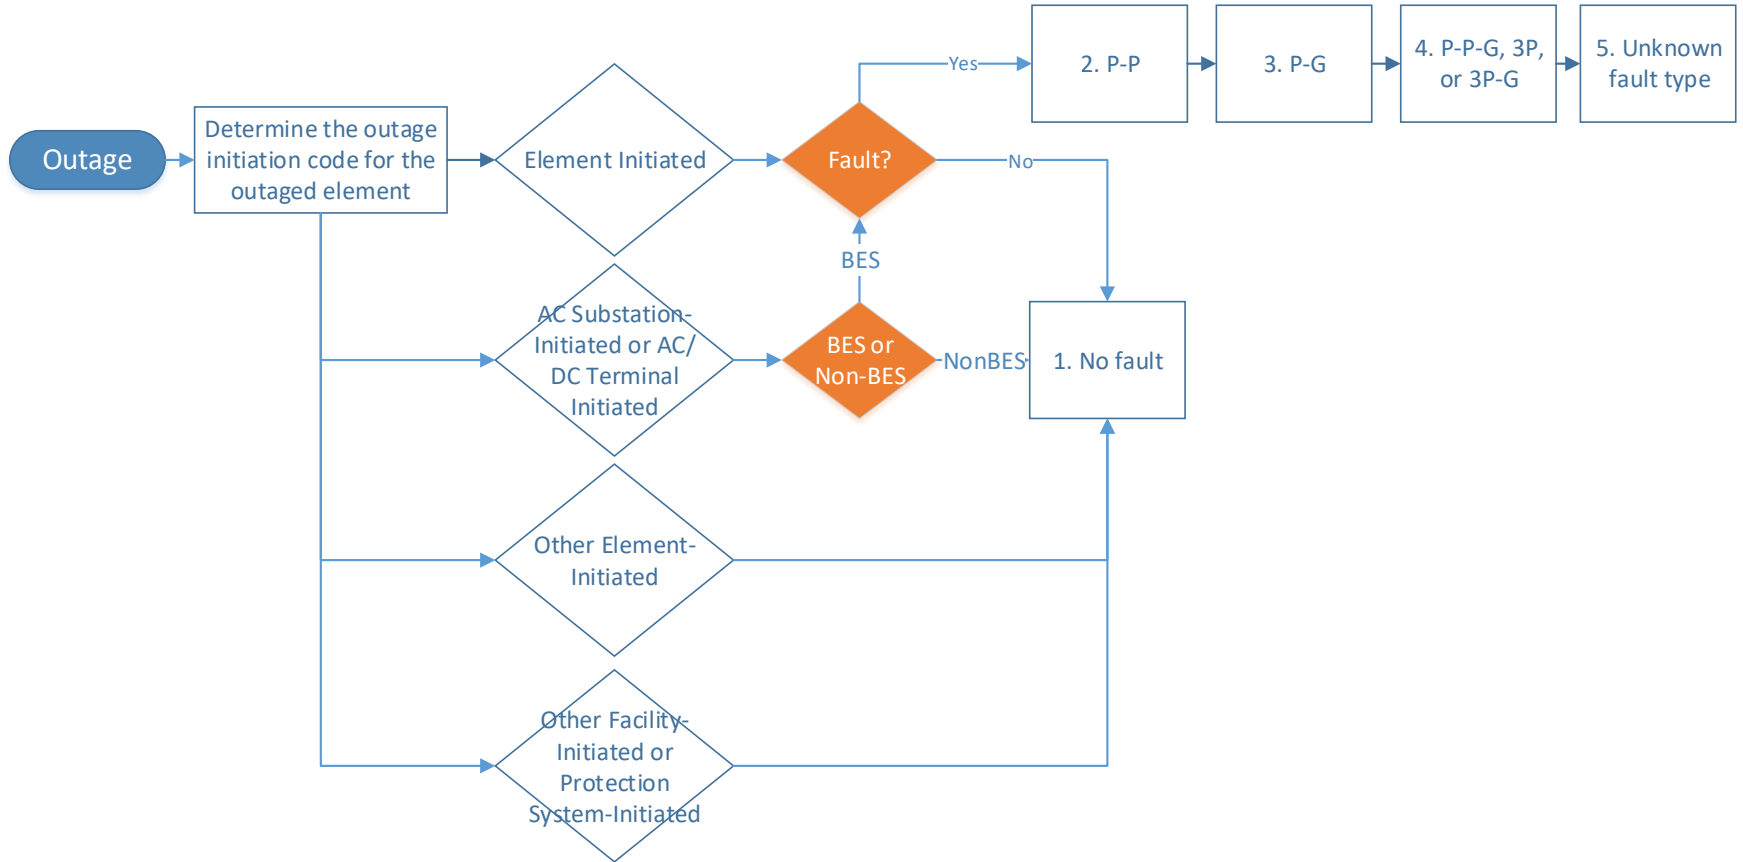 Outage
Determine the outage
initiation code for the
outaged element
Element Initiated
Fault?
Yes
2. P-P
3. P-G
4. P-P-G, 3P,
or 3P-G
5. Unknown
fault type
No
AC Substation-
Initiated or AC/
DC Terminal
Initiated
BES or
Non-BES
BES
NonBES
1. No fault
Other Element-
Initiated
Other Facility-
Initiated or
Protection
System-Initiated